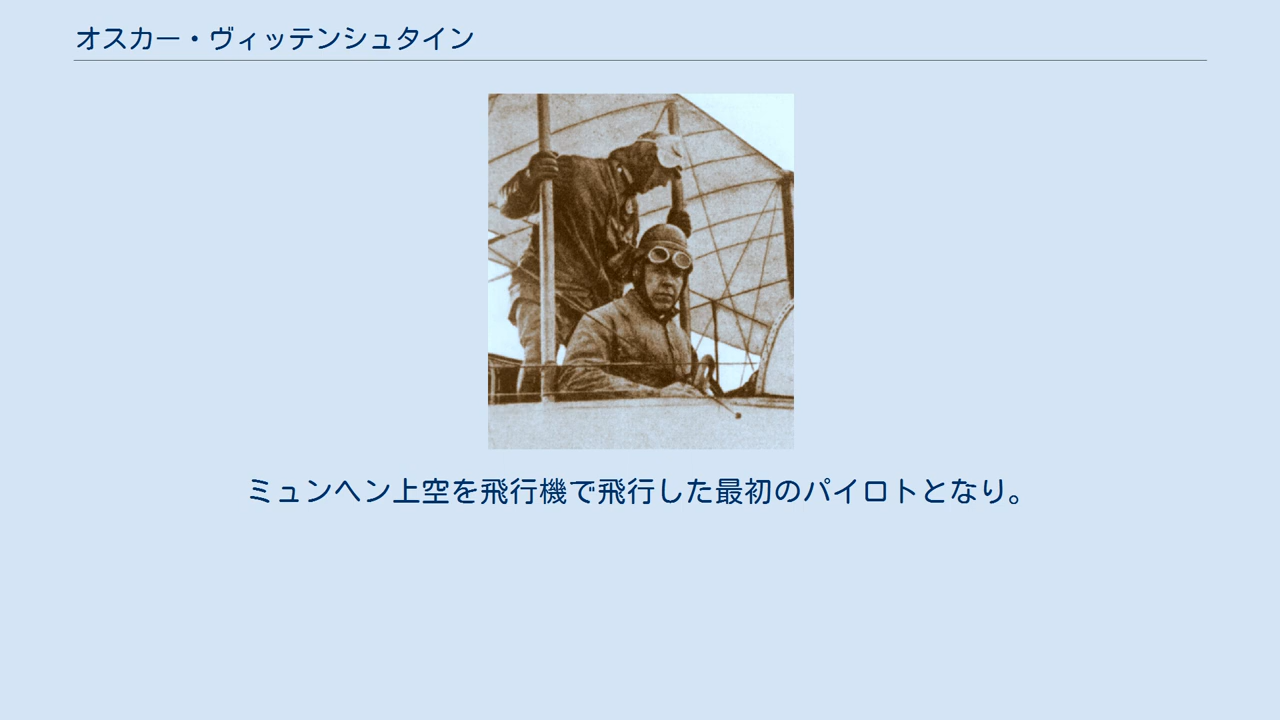 オスカー・ヴィッテンシュタイン
ミュンヘン上空を飛行機で飛行した最初のパイロトとなり。